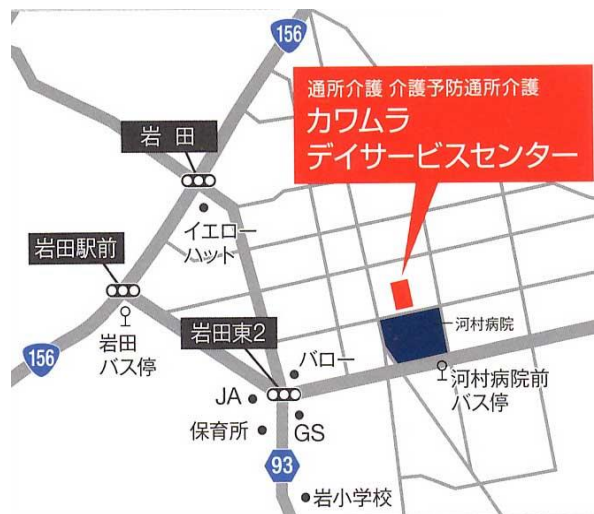 156
通所介護 介護予防通所介護
カワムラ
デイサービスセンター
岩田
イエロー
ハット
岩田駅前
岩田
バス停
156
岩田東2
バロー
河村病院
河村病院前
バス停
JA
保育所
GS
93
岩小学校